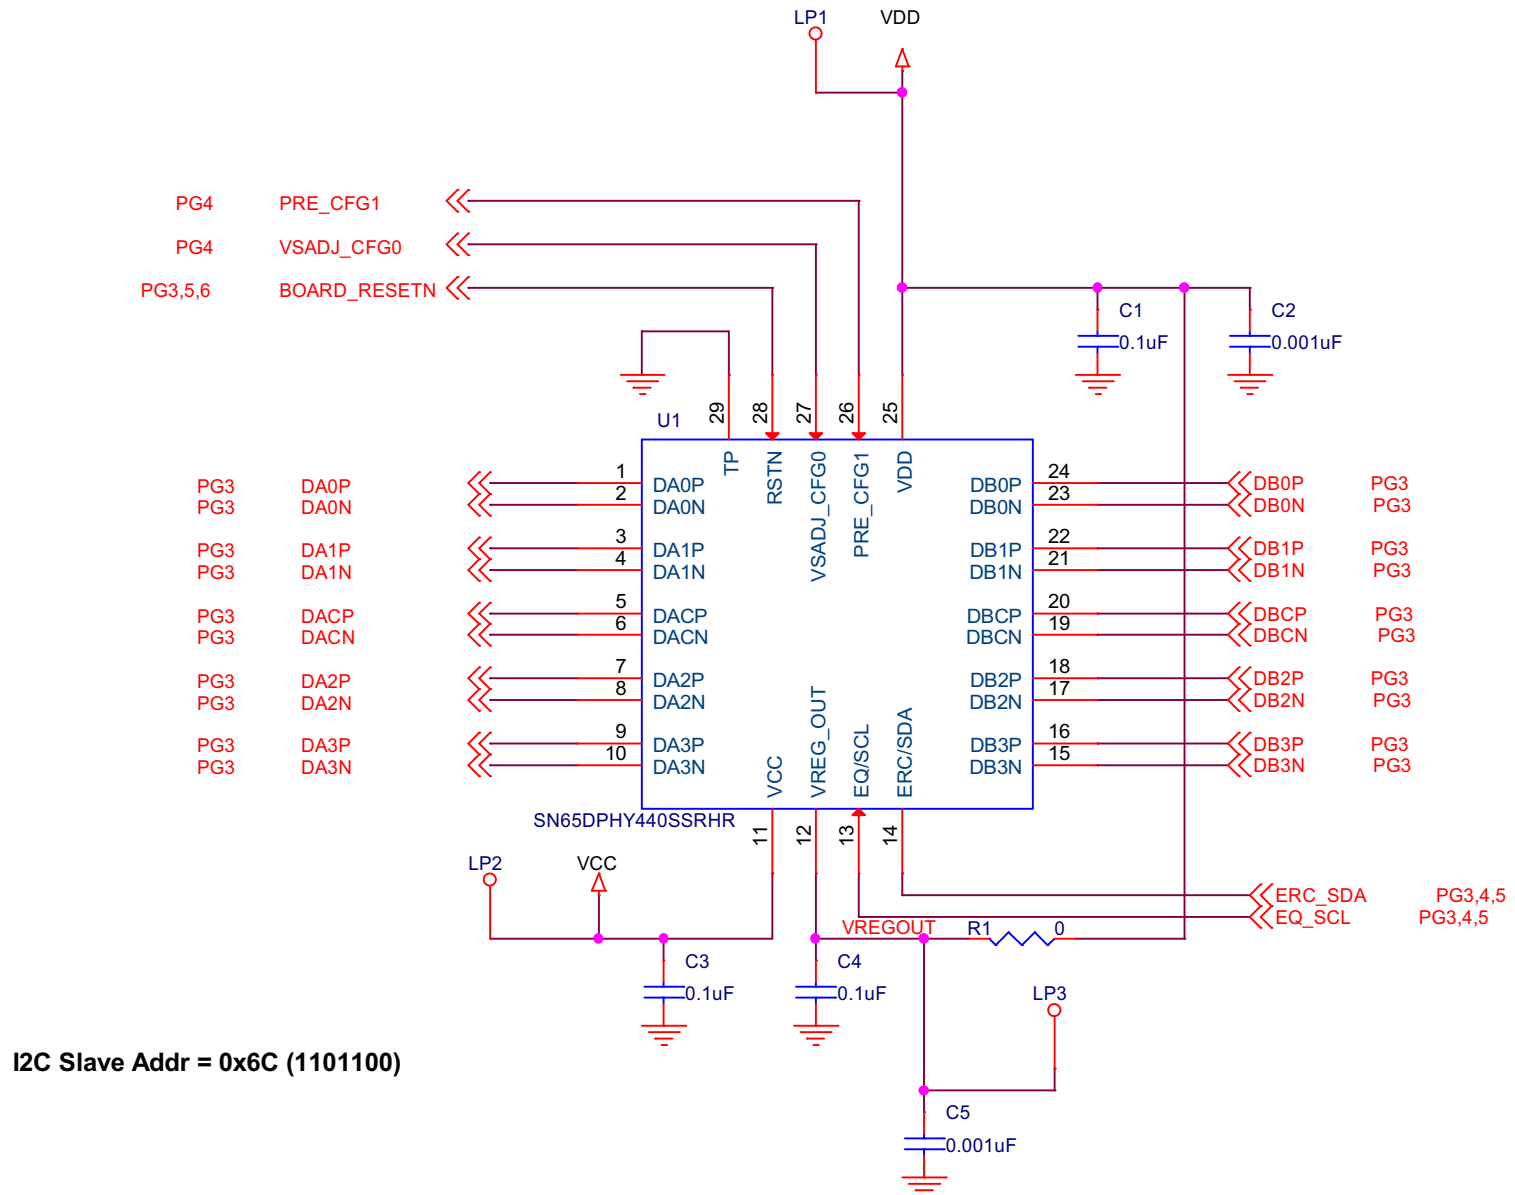 LP1 VDD
PG4 PRE_CFG1
PG4 VSADJ_CFG0
PG3,5,6 BOARD_RESETN
C1 C2
0.1uF 0.001uF
U1 29 28 27 26 25
TP RSTN VSADJ_CFG0 PRE_CFG1 VDD
PG3 DA0P 1 DA0P DB0P 24 DB0P PG3
PG3 DA0N 2 DA0N DB0N 23 DB0N PG3
PG3 DA1P 3 DA1P DB1P 22 DB1P PG3
PG3 DA1N 4 DA1N DB1N 21 DB1N PG3
PG3 DACP 5 DACP DBCP 20 DBCP PG3
PG3 DACN 6 DACN DBCN 19 DBCN PG3
PG3 DA2P 7 DA2P DB2P 18 DB2P PG3
PG3 DA2N 8 DA2N DB2N 17 DB2N PG3
PG3 DA3P 9 DA3P DB3P 16 DB3P PG3
PG3 DA3N 10 DA3N DB3N 15 DB3N PG3
VCC VREG_OUT EQ/SCL ERC/SDA
SN65DPHY440SSRHR 11 12 13 14
LP2 VCC
ERC_SDA PG3,4,5
EQ_SCL PG3,4,5
VREGOUT R1 0
C3 C4
0.1uF 0.1uF
LP3
I2C Slave Addr = 0x6C (1101100)
C5
0.001uF